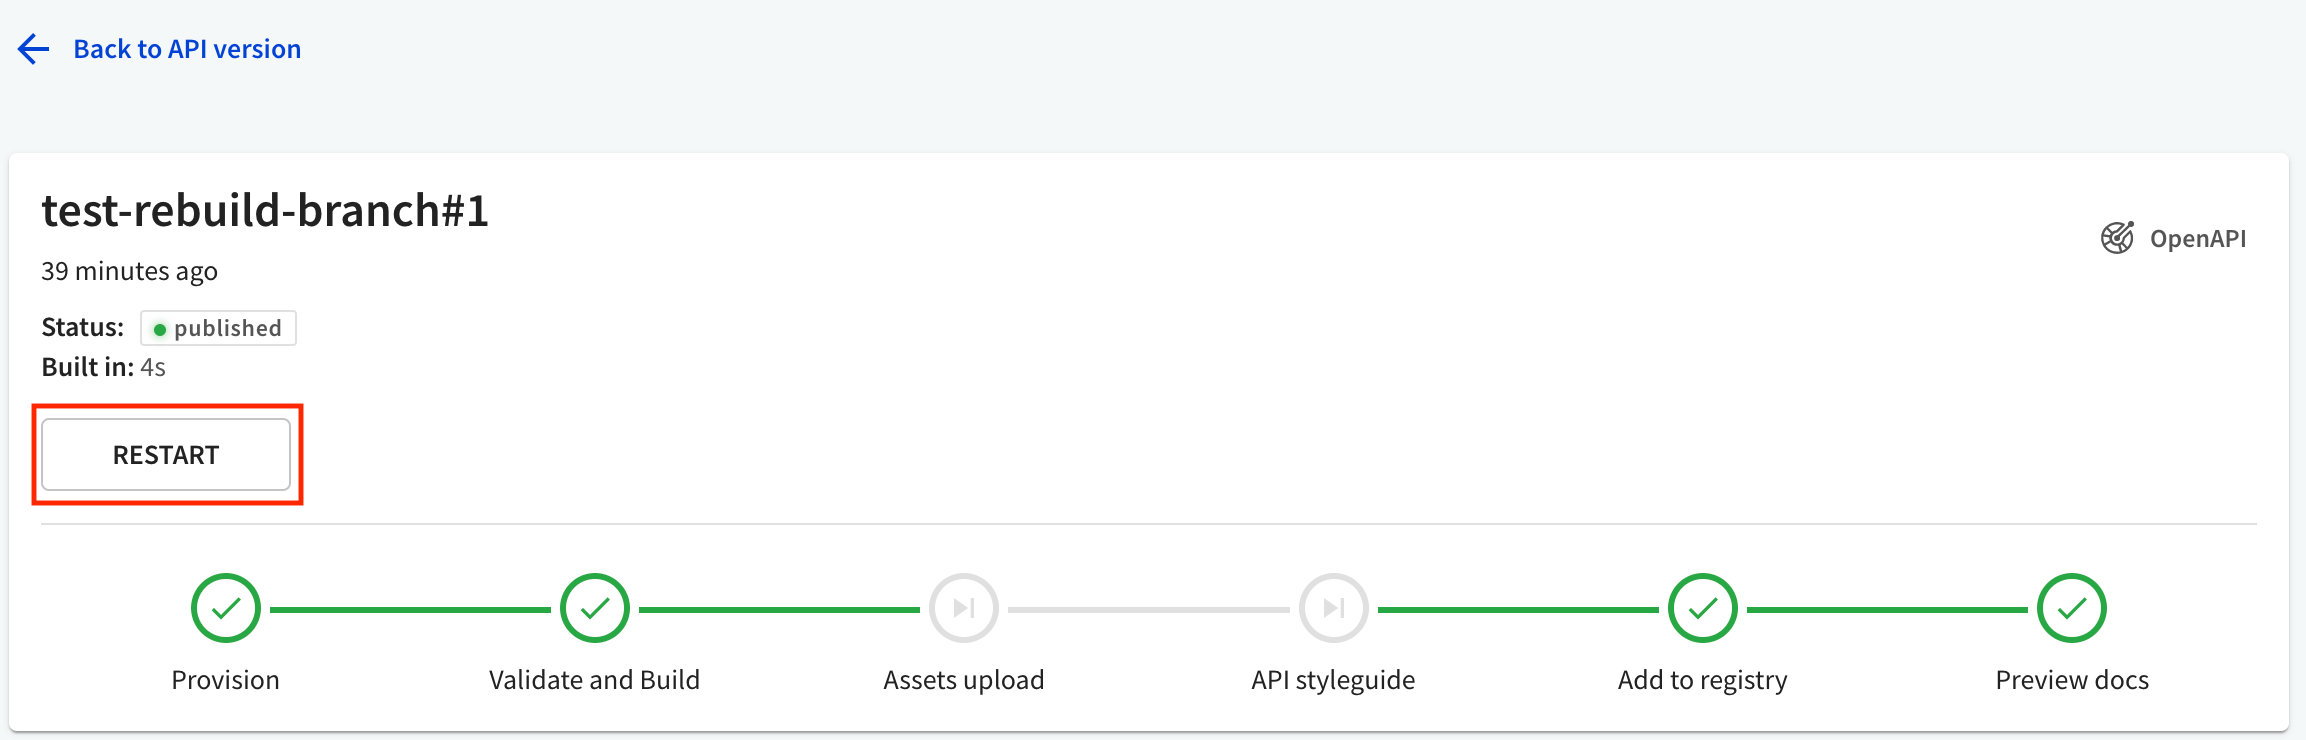 Back to API version
test-rebuild-branch#1
OpenAPI
39 minutes ago
Status: published
Built in: 4s
RESTART
Provision
Validate and Build
Assets upload
API styleguide
Add to registry
Preview docs